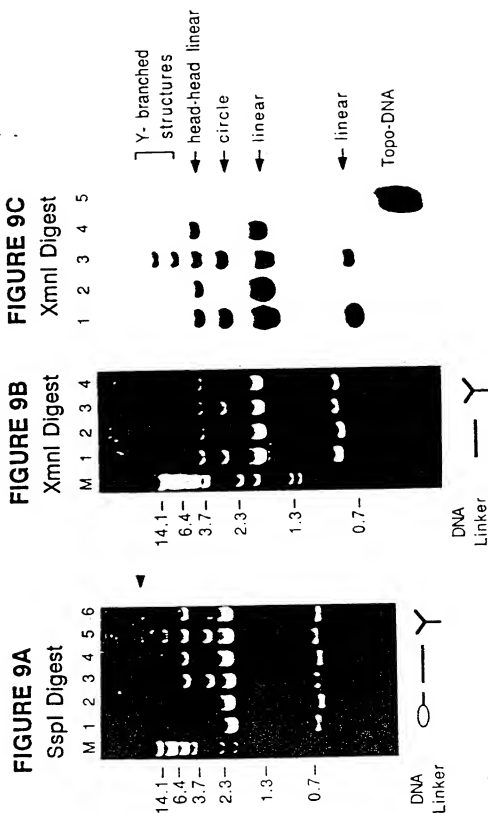 FIGURE 9A
SspI Digest
M 1 2 3 4 5 6
14.1–
6.4–
3.7–
2.3–
1.3–
0.7–
DNA
Linker
FIGURE 9B
XmnI Digest
M 1 2 3 4
14.1–
6.4–
3.7–
2.3–
1.3–
0.7–
DNA
Linker
FIGURE 9C
XmnI Digest
1 2 3 4 5
Y- branched
structures
head-head linear
circle
linear
linear
Topo-DNA